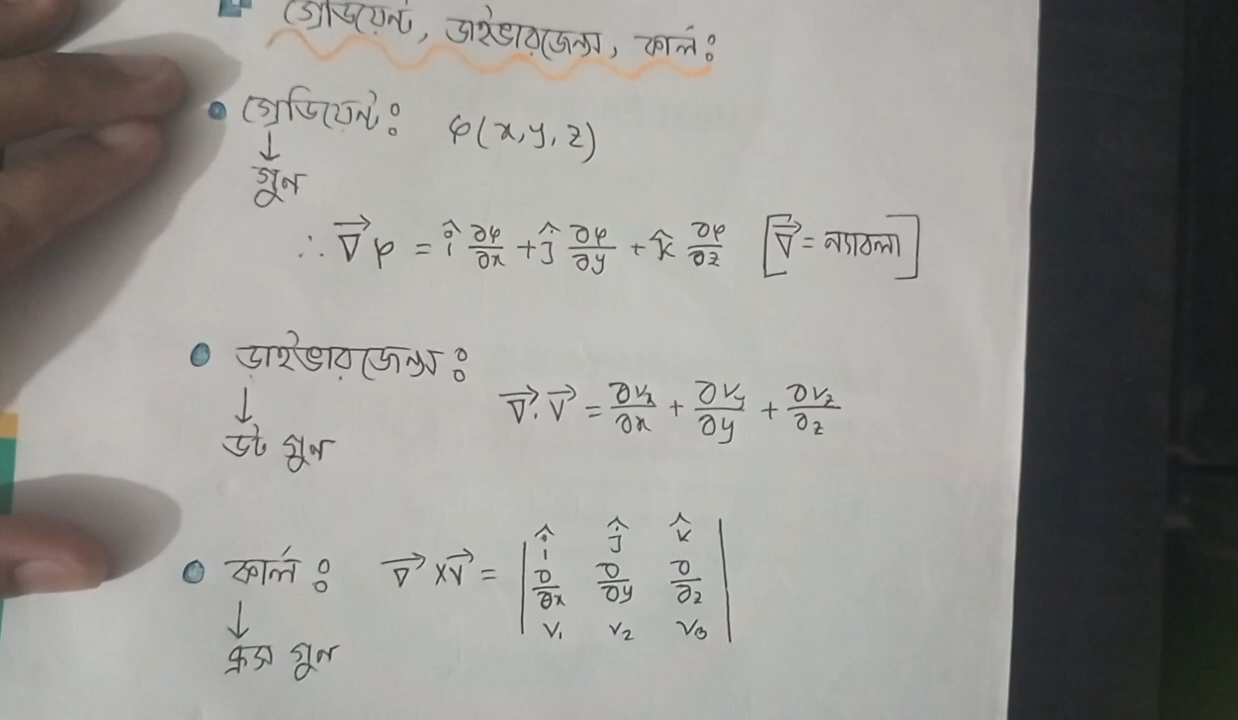 গ্রেডিয়েন্ট, ডাইভারজেন্স, কার্ল:
• গ্রেডিয়েন্ট: φ(x, y, z)
↓
গুন
∴ ∇⃗φ = î ∂φ/∂x + ĵ ∂φ/∂y + k̂ ∂φ/∂z [∇⃗ = ন্যাবলা]
• ডাইভারজেন্স:
↓
∇⃗.V⃗ = ∂Vx/∂x + ∂Vy/∂y + ∂Vz/∂z
ডট গুন
• কার্ল: ∇⃗ × V⃗ = | î ĵ k̂ |
| ∂/∂x ∂/∂y ∂/∂z |
| V₁ V₂ V₃ |
↓
ক্রস গুন